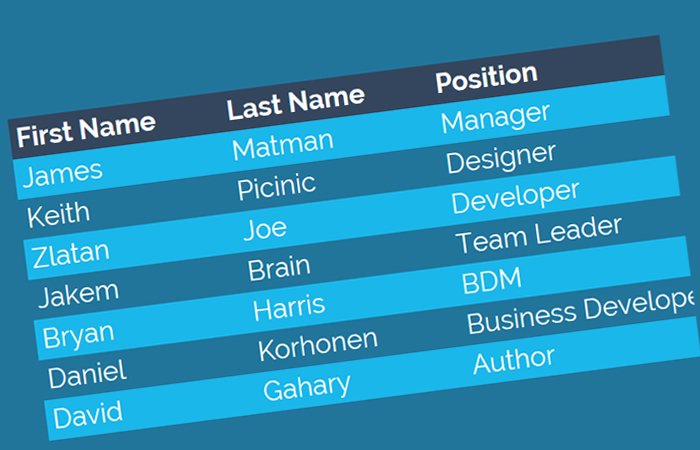 First Name Last Name Position
James Matman Manager
Keith Picinic Designer
Zlatan Joe Developer
Jakem Brain Team Leader
Bryan Harris BDM
Daniel Korhonen Business Develope
David Gahary Author